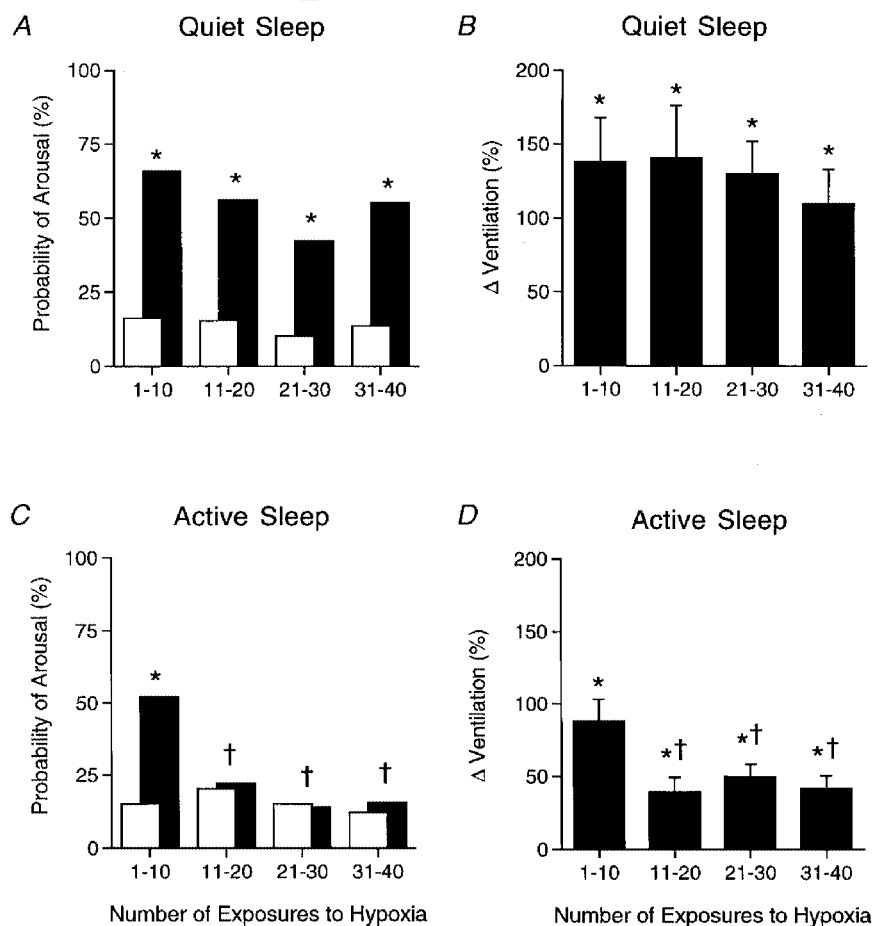 A
Quiet Sleep
Probability of Arousal (%)
100
75
50
25
0
*
*
*
*
1-10 11-20 21-30 31-40
B
Quiet Sleep
Δ Ventilation (%)
200
150
100
50
0
*
*
*
*
1-10 11-20 21-30 31-40
C
Active Sleep
Probability of Arousal (%)
100
75
50
25
0
*
†
†
†
1-10 11-20 21-30 31-40
Number of Exposures to Hypoxia
D
Active Sleep
Δ Ventilation (%)
200
150
100
50
0
*
*†
*†
*†
1-10 11-20 21-30 31-40
Number of Exposures to Hypoxia